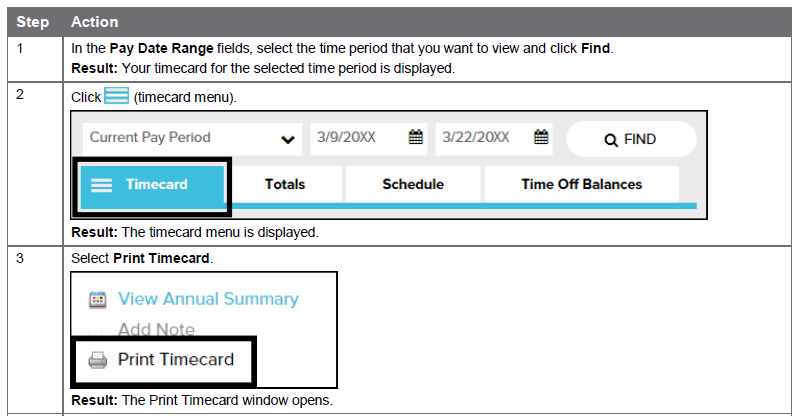 Step Action
1 In the Pay Date Range fields, select the time period that you want to view and click Find.
Result: Your timecard for the selected time period is displayed.
2 Click (timecard menu).
Current Pay Period 3/9/20XX 3/22/20XX FIND
Timecard Totals Schedule Time Off Balances
Result: The timecard menu is displayed.
3 Select Print Timecard.
View Annual Summary
Add Note
Print Timecard
Result: The Print Timecard window opens.